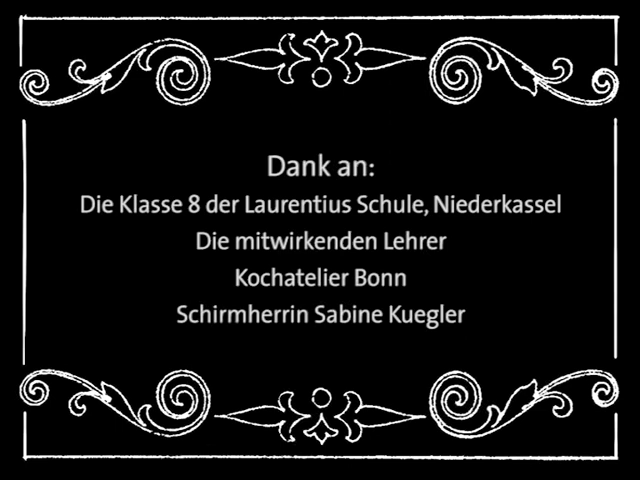 Dank an:
Die Klasse 8 der Laurentius Schule, Niederkassel
Die mitwirkenden Lehrer
Kochatelier Bonn
Schirmherrin Sabine Kuegler